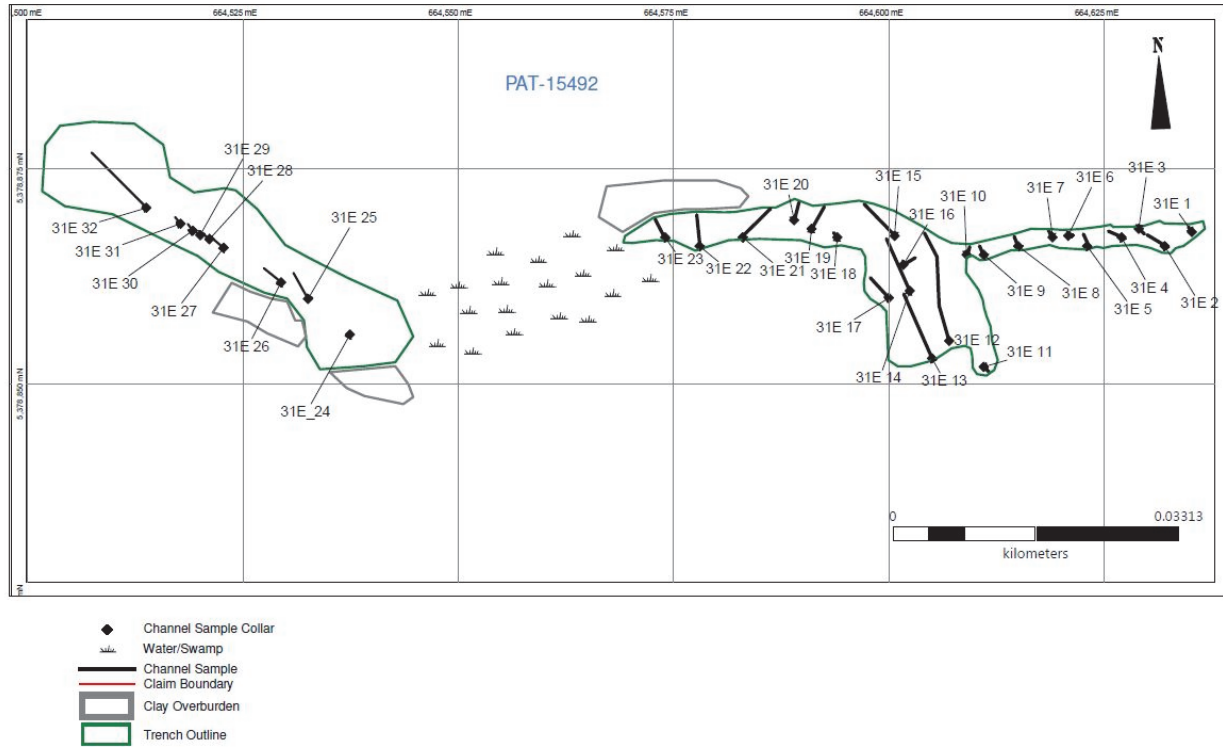 ,500 mE
664,525 mE
664,550 mE
664,575 mE
664,600 mE
664,625 mE
N
PAT-15492
5,378,875 mN
5,378,850 mN
mN
31E 29
31E 28
31E 25
31E 32
31E 31
31E 30
31E 27
31E 26
31E_24
31E 20
31E 15
31E 16
31E 10
31E 7
31E 6
31E 3
31E 1
31E 23
31E 22
31E 21
31E 19
31E 18
31E 17
31E 14
31E 13
31E 12
31E 11
31E 9
31E 8
31E 5
31E 4
31E 2
0
0.03313
kilometers
Channel Sample Collar
Water/Swamp
Channel Sample
Claim Boundary
Clay Overburden
Trench Outline